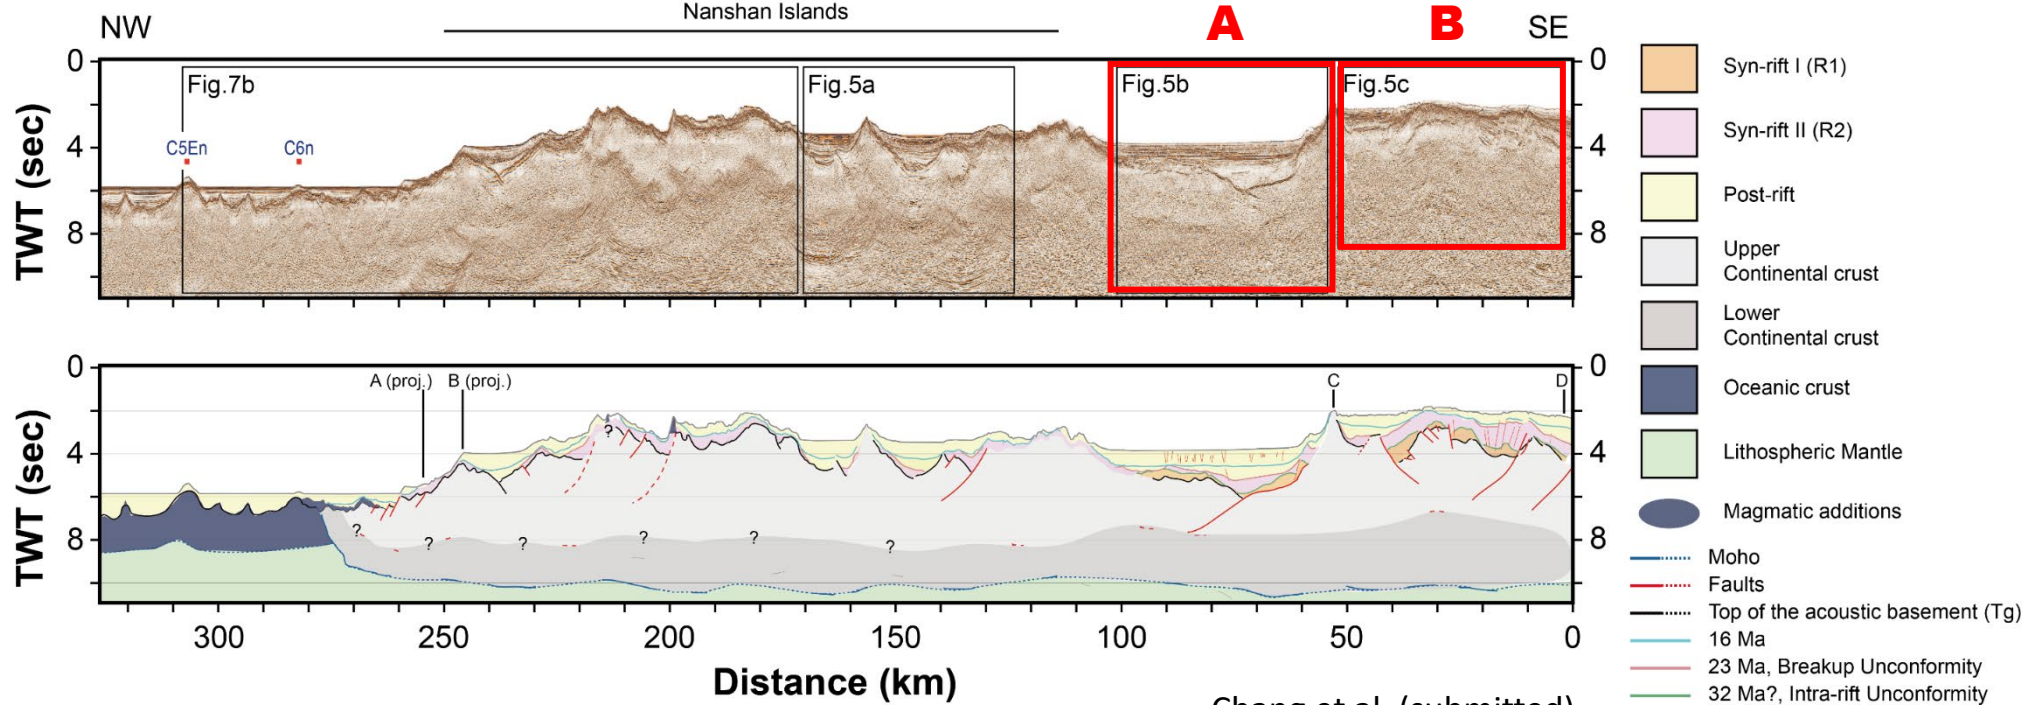 Nanshan Islands
NW
A
B
SE
0
4
8
TWT (sec)
Fig.7b
Fig.5a
Fig.5b
Fig.5c
C5En
C6n
0
4
8
0
4
8
TWT (sec)
A (proj.)
B (proj.)
C
D
?
?
?
?
?
?
?
0
4
8
300
250
200
150
100
50
0
Distance (km)
Syn-rift I (R1)
Syn-rift II (R2)
Post-rift
Upper
Continental crust
Lower
Continental crust
Oceanic crust
Lithospheric Mantle
Magmatic additions
Moho
Faults
Top of the acoustic basement (Tg)
16 Ma
23 Ma, Breakup Unconformity
32 Ma?, Intra-rift Unconformity
Chang et al. (submitted)